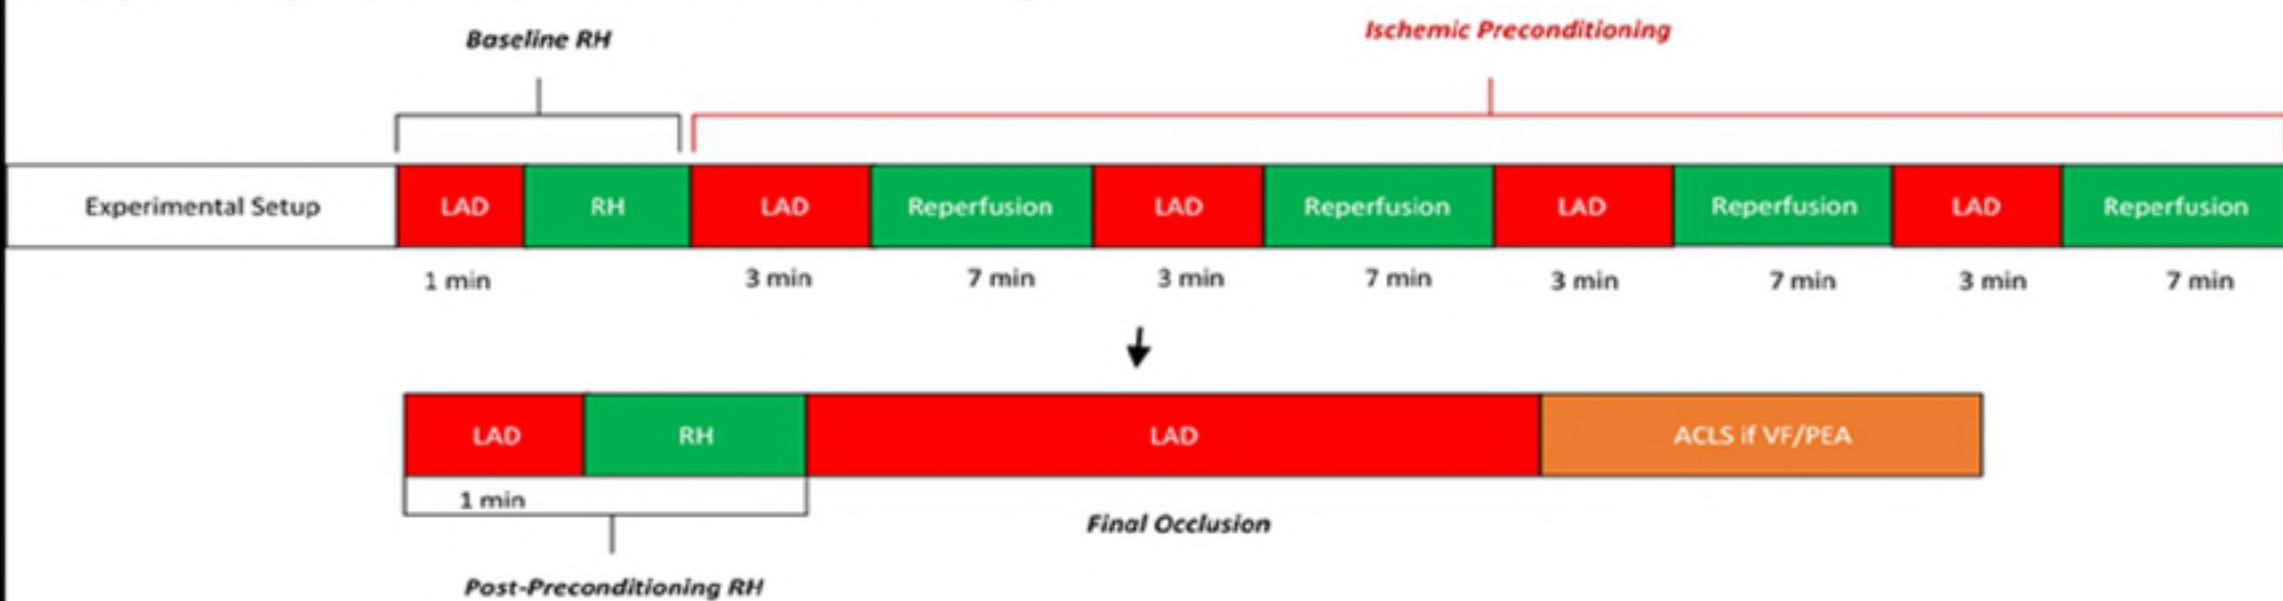 Baseline RH
Ischemic Preconditioning
Experimental Setup LAD RH LAD Reperfusion LAD Reperfusion LAD Reperfusion LAD Reperfusion
1 min 3 min 7 min 3 min 7 min 3 min 7 min 3 min 7 min
LAD RH LAD ACLS if VF/PEA
1 min
Final Occlusion
Post-Preconditioning RH